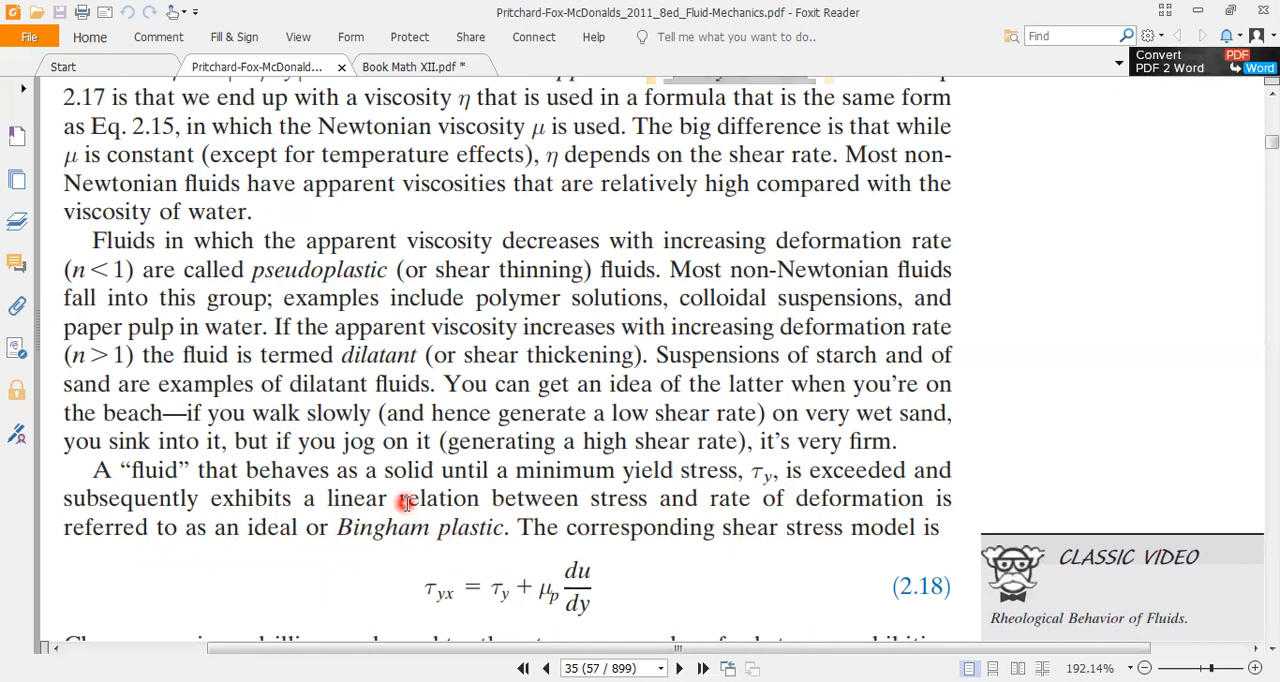 Pritchard-Fox-McDonalds_2011_8ed_Fluid-Mechanics.pdf - Foxit Reader
File Home Comment Fill & Sign View Form Protect Share Connect Help Tell me what you want to do.. Find
Start Pritchard-Fox-McDonald... Book Math XII.pdf *
Convert PDF
PDF 2 Word Word
2.17 is that we end up with a viscosity η that is used in a formula that is the same form
as Eq. 2.15, in which the Newtonian viscosity μ is used. The big difference is that while
μ is constant (except for temperature effects), η depends on the shear rate. Most non-
Newtonian fluids have apparent viscosities that are relatively high compared with the
viscosity of water.
Fluids in which the apparent viscosity decreases with increasing deformation rate
(n < 1) are called pseudoplastic (or shear thinning) fluids. Most non-Newtonian fluids
fall into this group; examples include polymer solutions, colloidal suspensions, and
paper pulp in water. If the apparent viscosity increases with increasing deformation rate
(n > 1) the fluid is termed dilatant (or shear thickening). Suspensions of starch and of
sand are examples of dilatant fluids. You can get an idea of the latter when you're on
the beach—if you walk slowly (and hence generate a low shear rate) on very wet sand,
you sink into it, but if you jog on it (generating a high shear rate), it's very firm.
A “fluid” that behaves as a solid until a minimum yield stress, τy, is exceeded and
subsequently exhibits a linear relation between stress and rate of deformation is
referred to as an ideal or Bingham plastic. The corresponding shear stress model is
τyx = τy + μp du/dy (2.18)
CLASSIC VIDEO
Rheological Behavior of Fluids.
35 (57 / 899) 192.14%